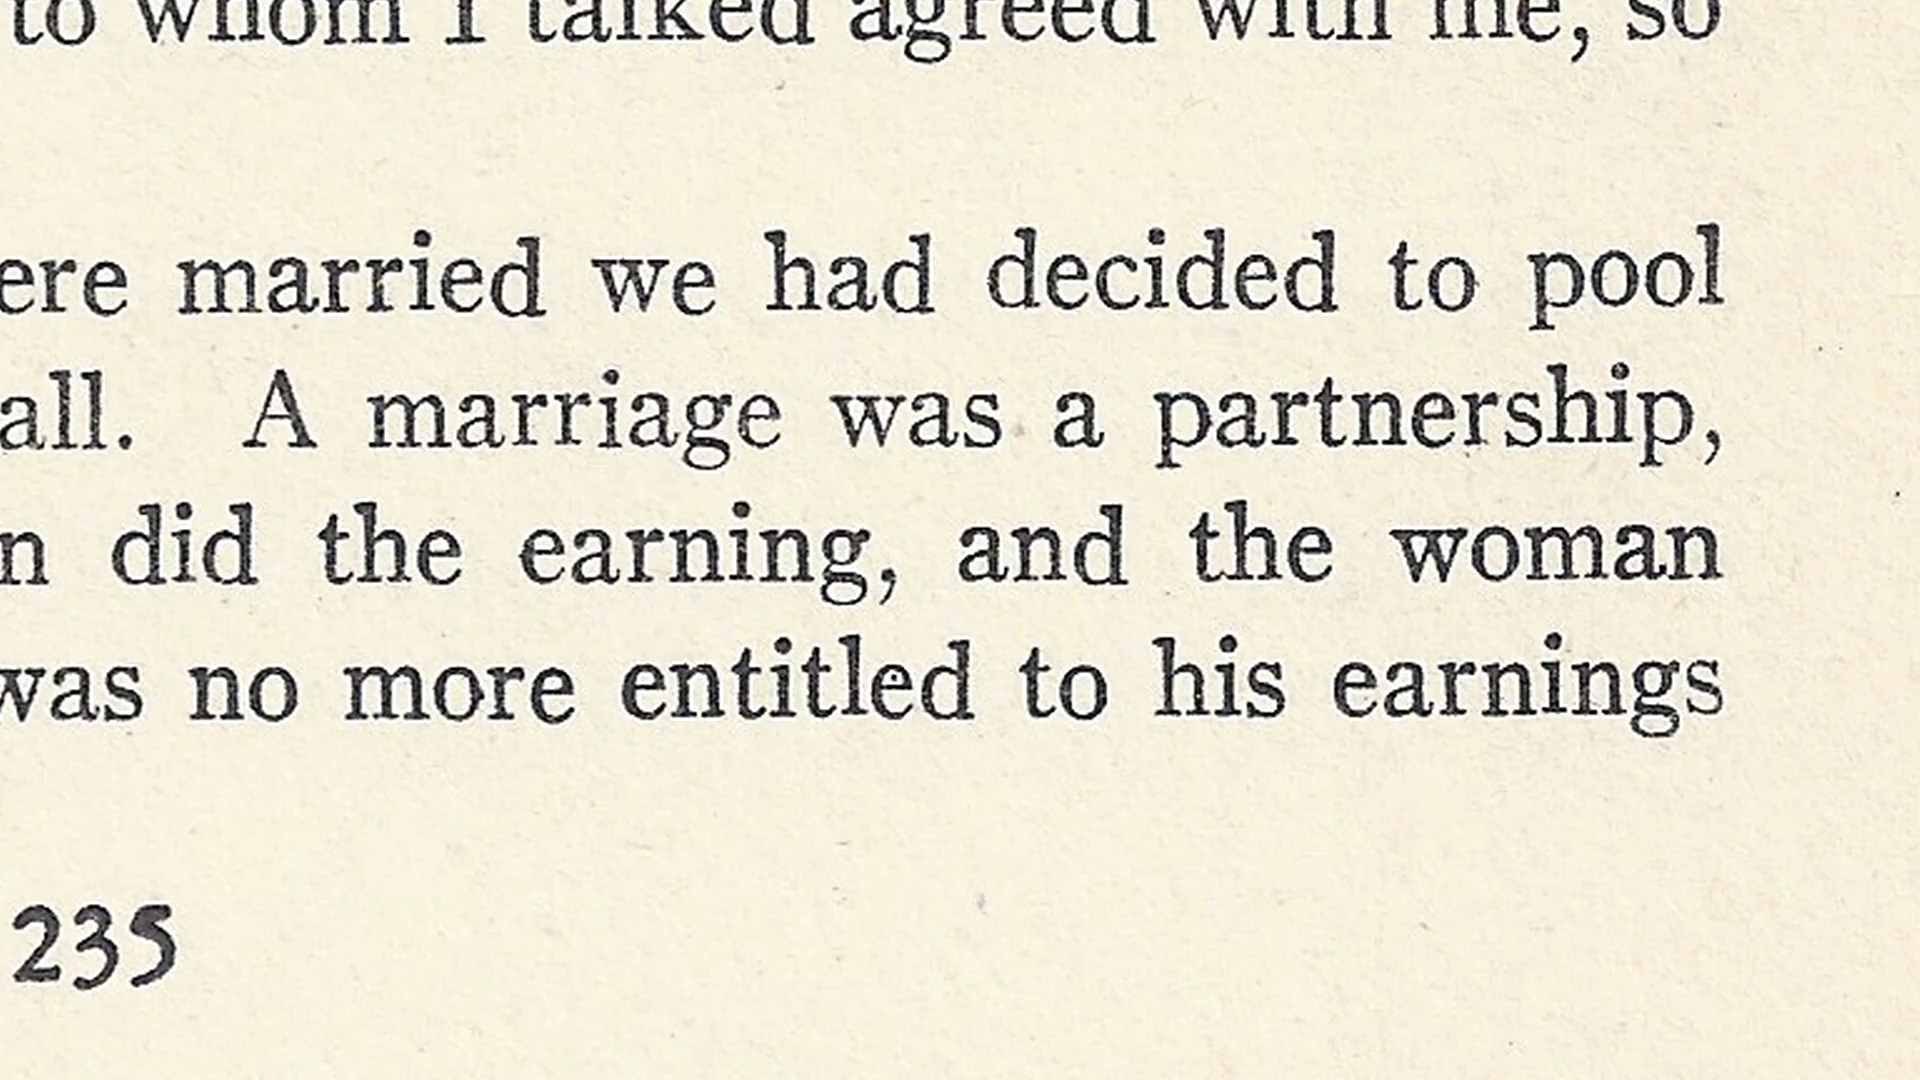 to whom I talked agreed with me, so
ere married we had decided to pool
all. A marriage was a partnership,
n did the earning, and the woman
was no more entitled to his earnings
235